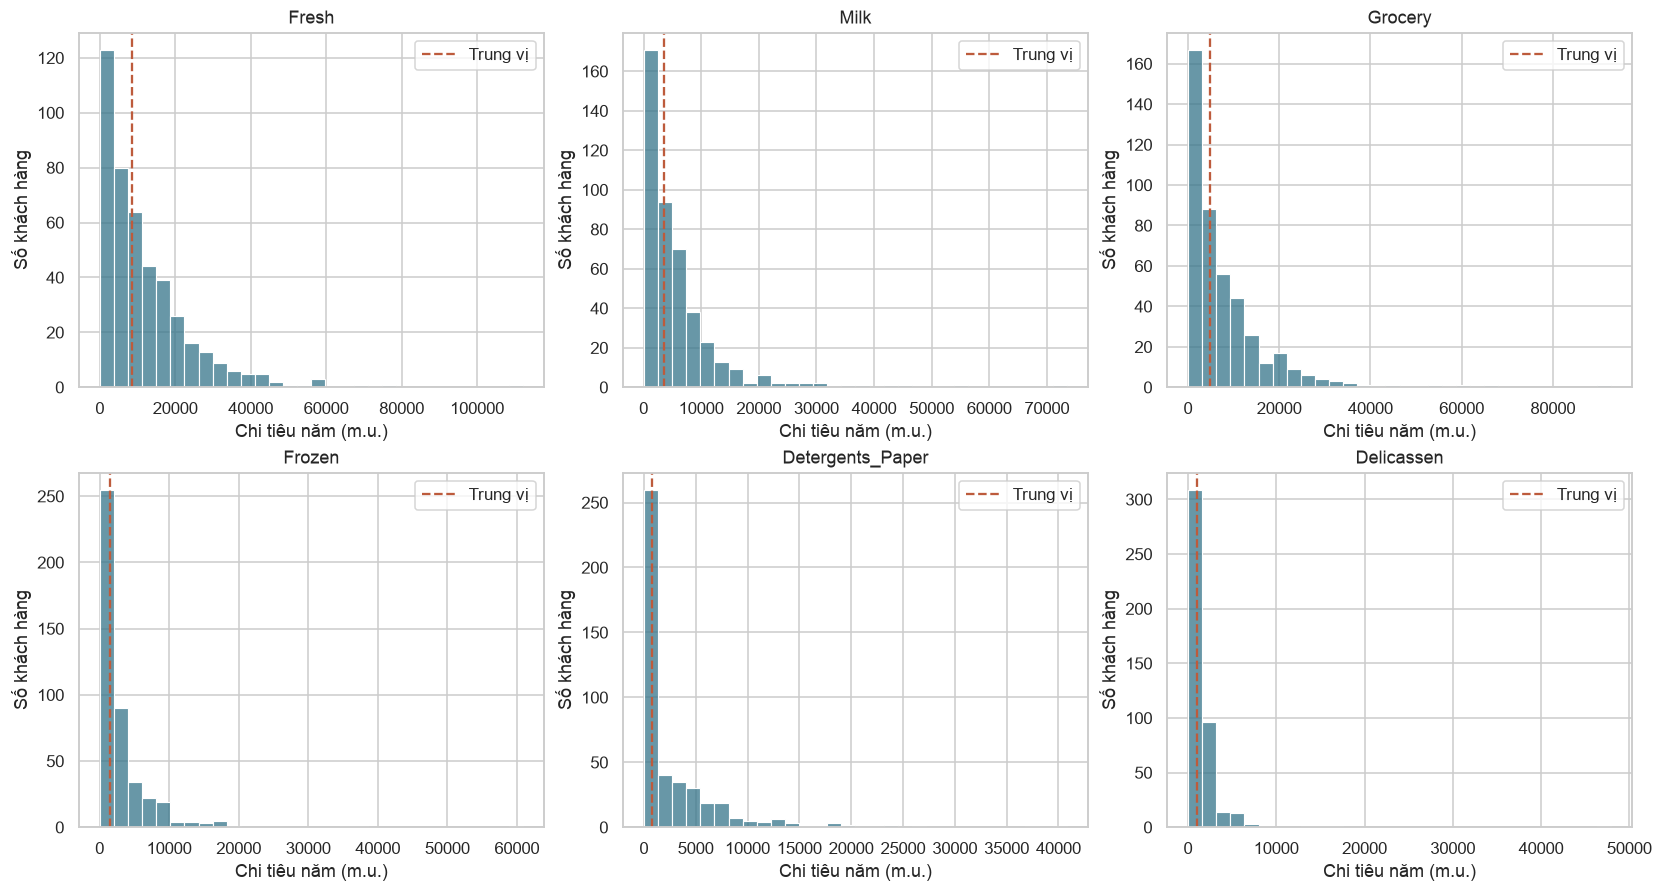 Fresh
Trung vị
Số khách hàng
120
100
80
60
40
20
0
0 20000 40000 60000 80000 100000
Chi tiêu năm (m.u.)
Milk
Trung vị
Số khách hàng
160
140
120
100
80
60
40
20
0
0 10000 20000 30000 40000 50000 60000 70000
Chi tiêu năm (m.u.)
Grocery
Trung vị
Số khách hàng
160
140
120
100
80
60
40
20
0
0 20000 40000 60000 80000
Chi tiêu năm (m.u.)
Frozen
Trung vị
Số khách hàng
250
200
150
100
50
0
0 10000 20000 30000 40000 50000 60000
Chi tiêu năm (m.u.)
Detergents_Paper
Trung vị
Số khách hàng
250
200
150
100
50
0
0 5000 10000 15000 20000 25000 30000 35000 40000
Chi tiêu năm (m.u.)
Delicassen
Trung vị
Số khách hàng
300
250
200
150
100
50
0
0 10000 20000 30000 40000 50000
Chi tiêu năm (m.u.)